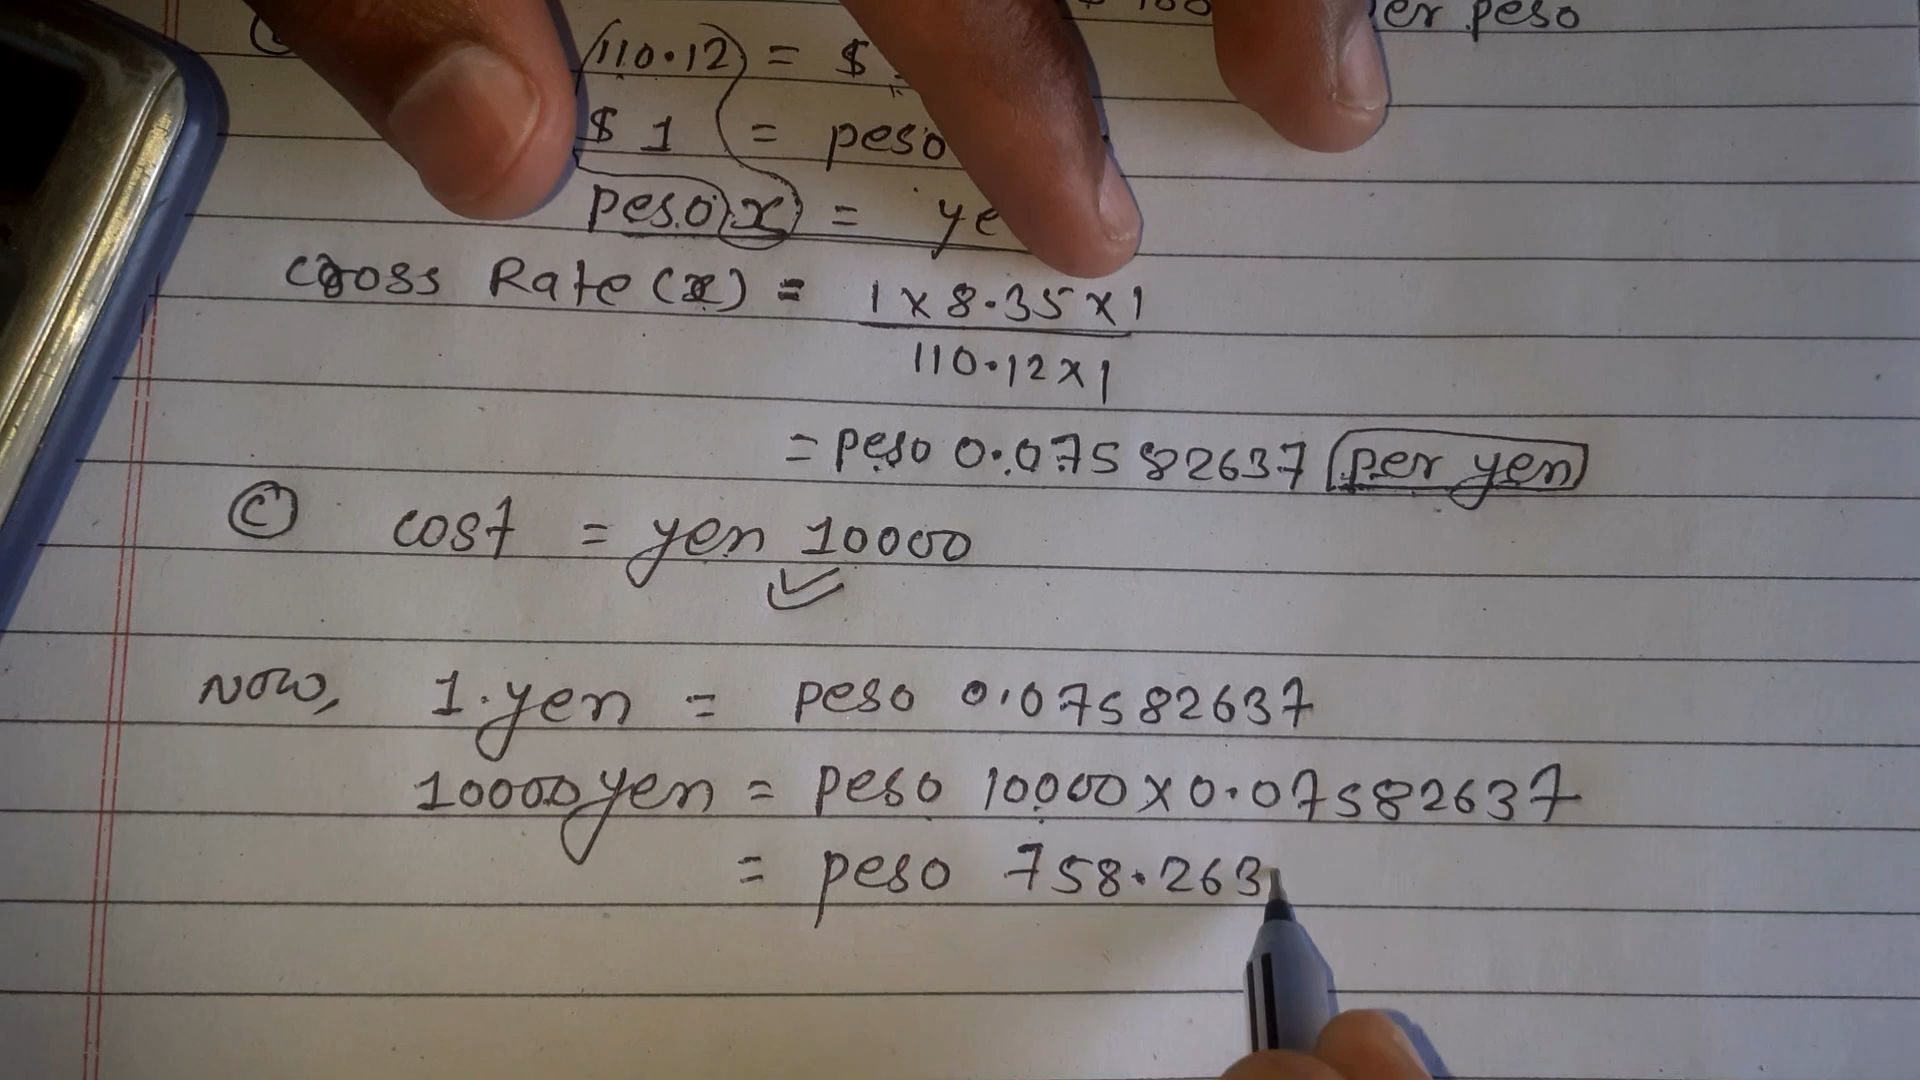 er peso
110.12 = $
$ 1 = peso
peso x = ye
Cross Rate (x) = 1 x 8.35 x 1
110.12 x 1
= peso 0.07582637 per yen
(C) cost = yen 10000
Now, 1 yen = peso 0.07582637
10000 yen = peso 10000 x 0.07582637
= peso 758.263